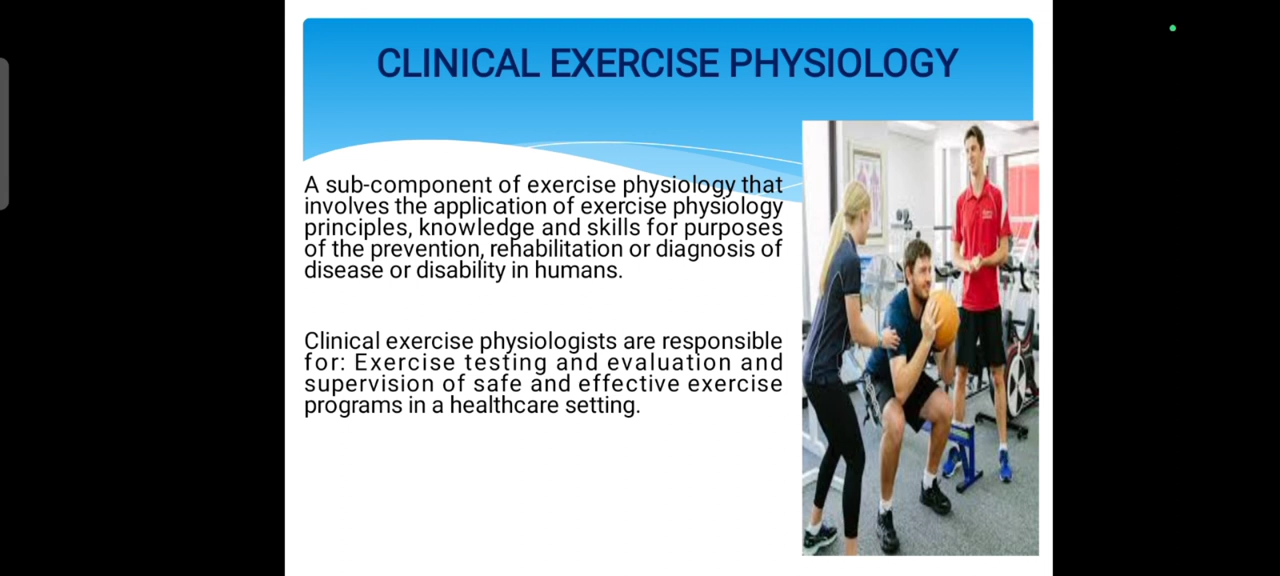 CLINICAL EXERCISE PHYSIOLOGY
A sub-component of exercise physiology that
involves the application of exercise physiology
principles, knowledge and skills for purposes
of the prevention, rehabilitation or diagnosis of
disease or disability in humans.
Clinical exercise physiologists are responsible
for: Exercise testing and evaluation and
supervision of safe and effective exercise
programs in a healthcare setting.